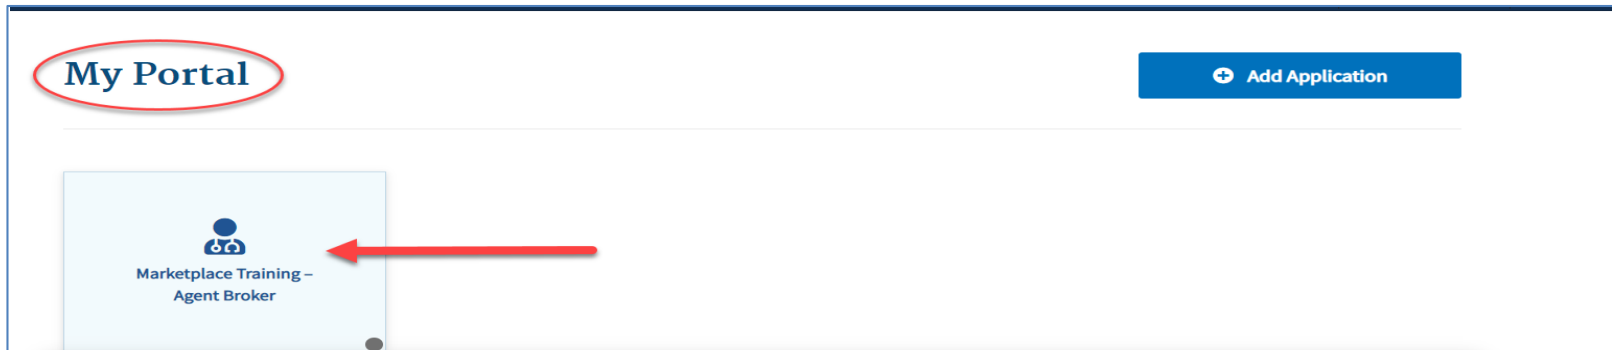 My Portal
Add Application
Marketplace Training –
Agent Broker